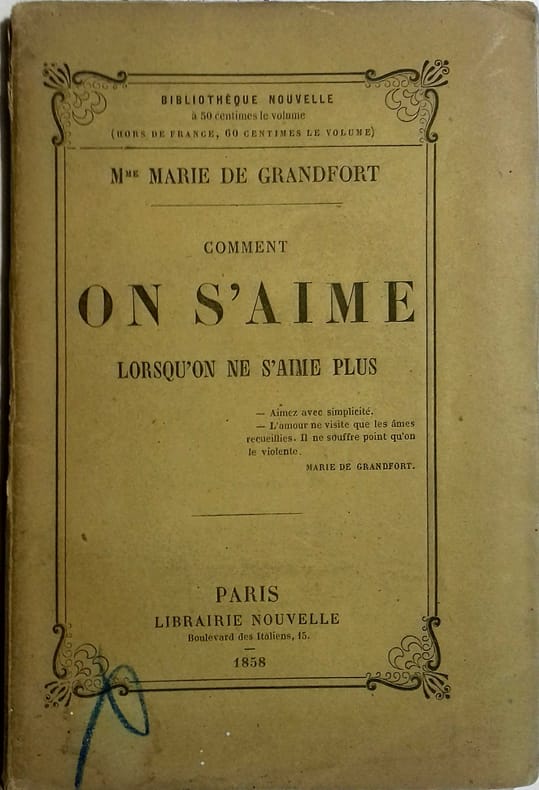 BIBLIOTHÈQUE NOUVELLE
à 50 centimes le volume
(HORS DE FRANCE, 60 CENTIMES LE VOLUME)
Mme MARIE DE GRANDFORT
COMMENT
ON S'AIME
LORSQU'ON NE S'AIME PLUS
— Aimez avec simplicité.
— L'amour ne visite que les âmes
recueillies. Il ne souffre point qu'on
le violente.
MARIE DE GRANDFORT.
PARIS
LIBRAIRIE NOUVELLE
Boulevard des Italiens, 15.
—
1858